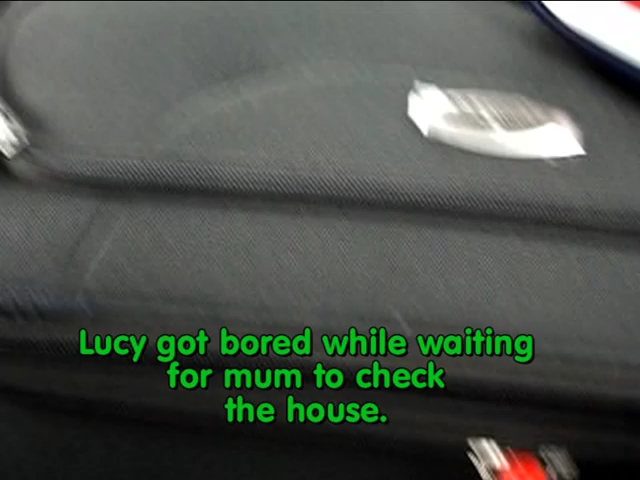 Lucy got bored while waiting
for mum to check
the house.